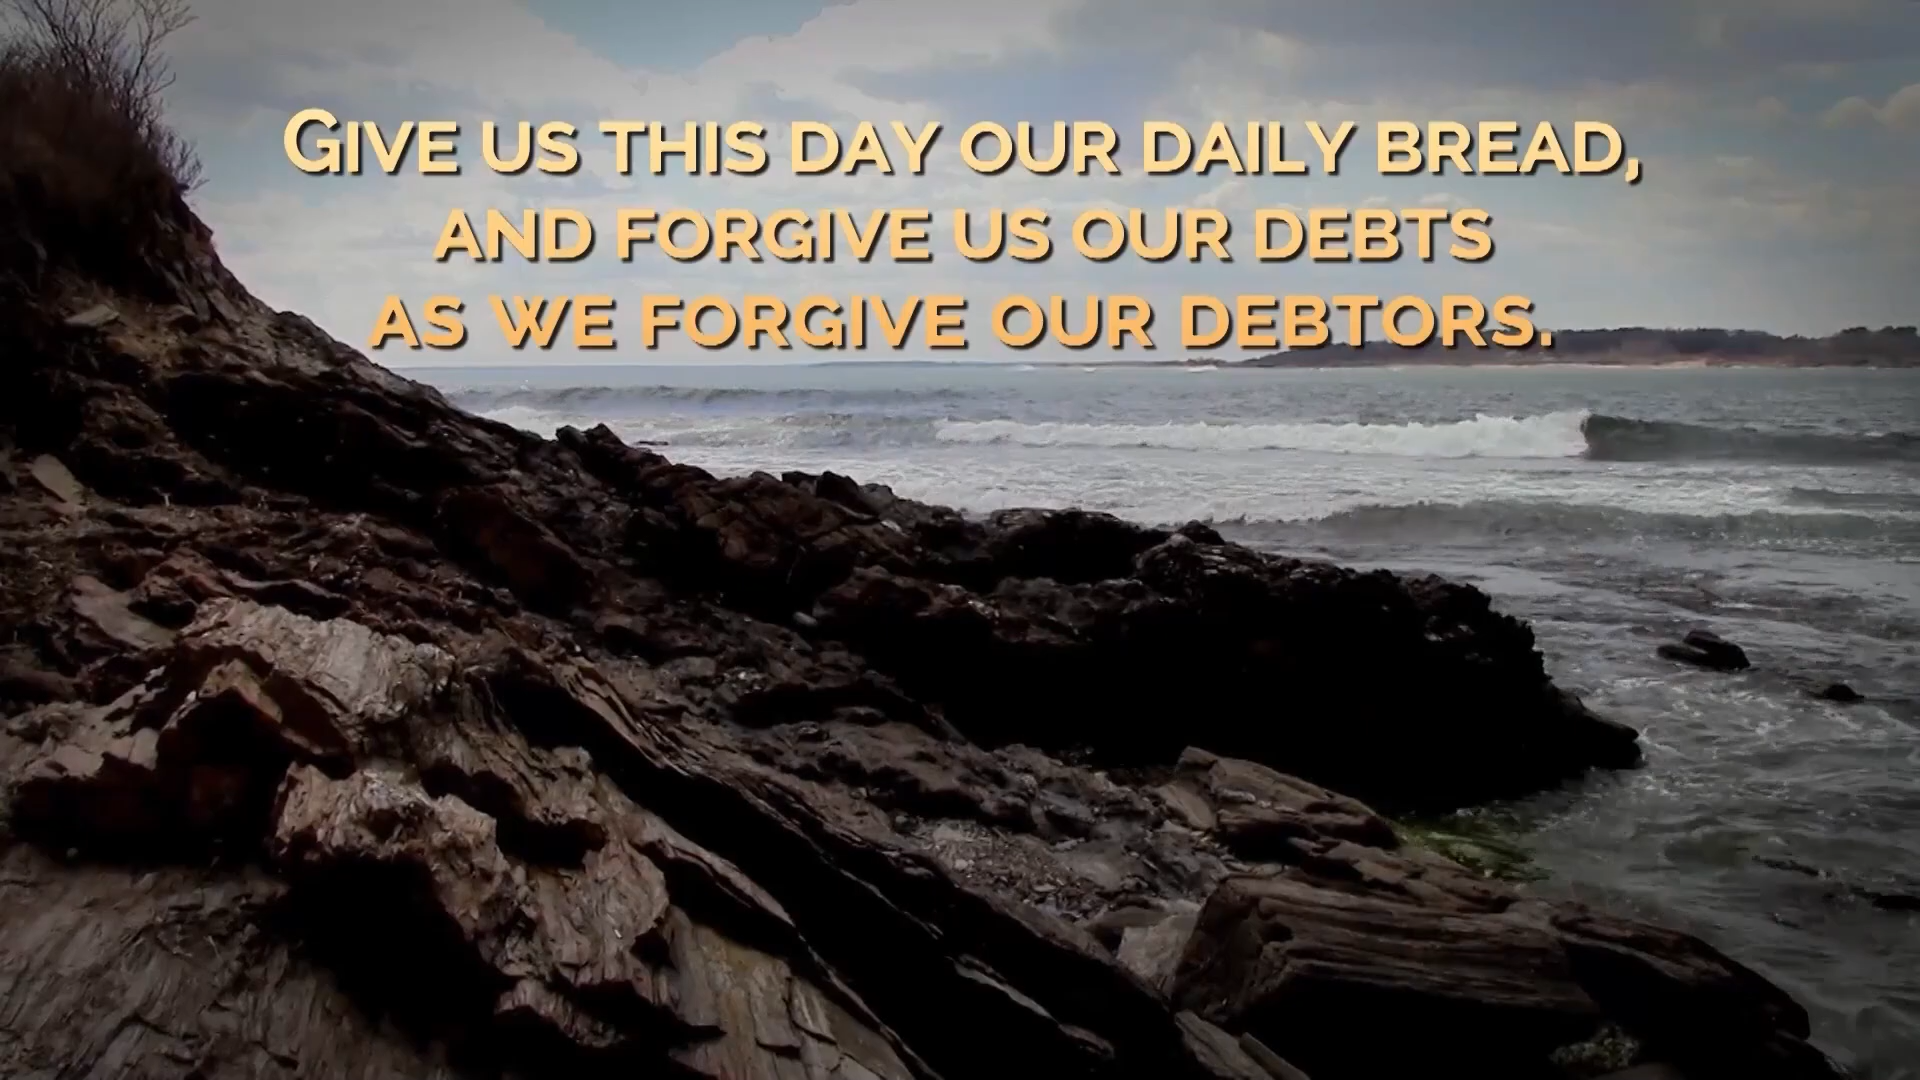 Give us this day our daily bread,
and forgive us our debts
as we forgive our debtors.